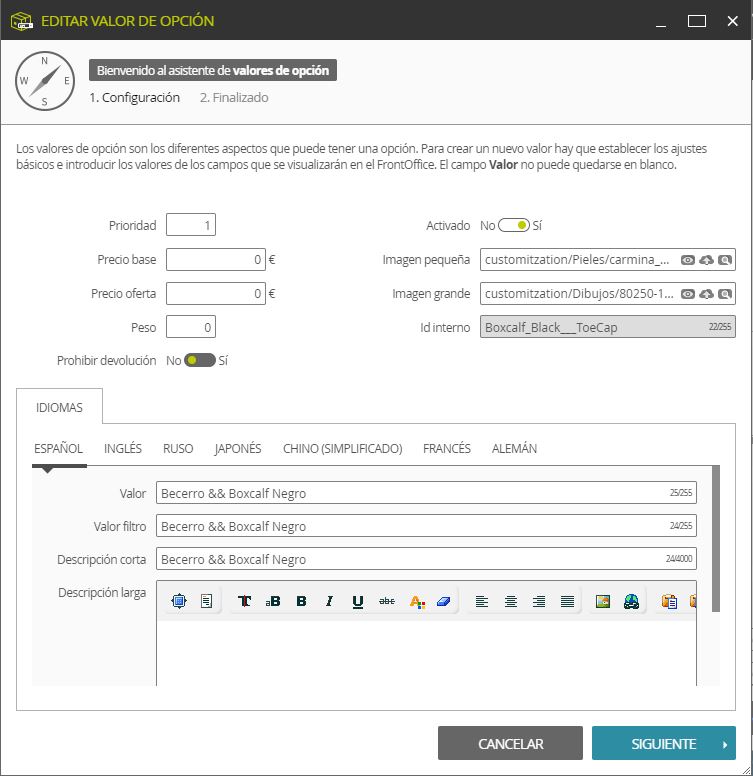 EDITAR VALOR DE OPCIÓN
N
W E
S
Bienvenido al asistente de valores de opción
1. Configuración 2. Finalizado
Los valores de opción son los diferentes aspectos que puede tener una opción. Para crear un nuevo valor hay que establecer los ajustes
básicos e introducir los valores de los campos que se visualizarán en el FrontOffice. El campo Valor no puede quedarse en blanco.
Prioridad 1 Activado No Sí
Precio base 0 € Imagen pequeña customitzation/Pieles/carmina_...
Precio oferta 0 € Imagen grande customitzation/Dibujos/80250-1...
Peso 0 Id interno Boxcalf_Black___ToeCap 22/255
Prohibir devolución No Sí
IDIOMAS
ESPAÑOL INGLÉS RUSO JAPONÉS CHINO (SIMPLIFICADO) FRANCÉS ALEMÁN
Valor Becerro && Boxcalf Negro 25/255
Valor filtro Becerro && Boxcalf Negro 24/255
Descripción corta Becerro && Boxcalf Negro 24/4000
Descripción larga
T aB B I U abc A
CANCELAR SIGUIENTE